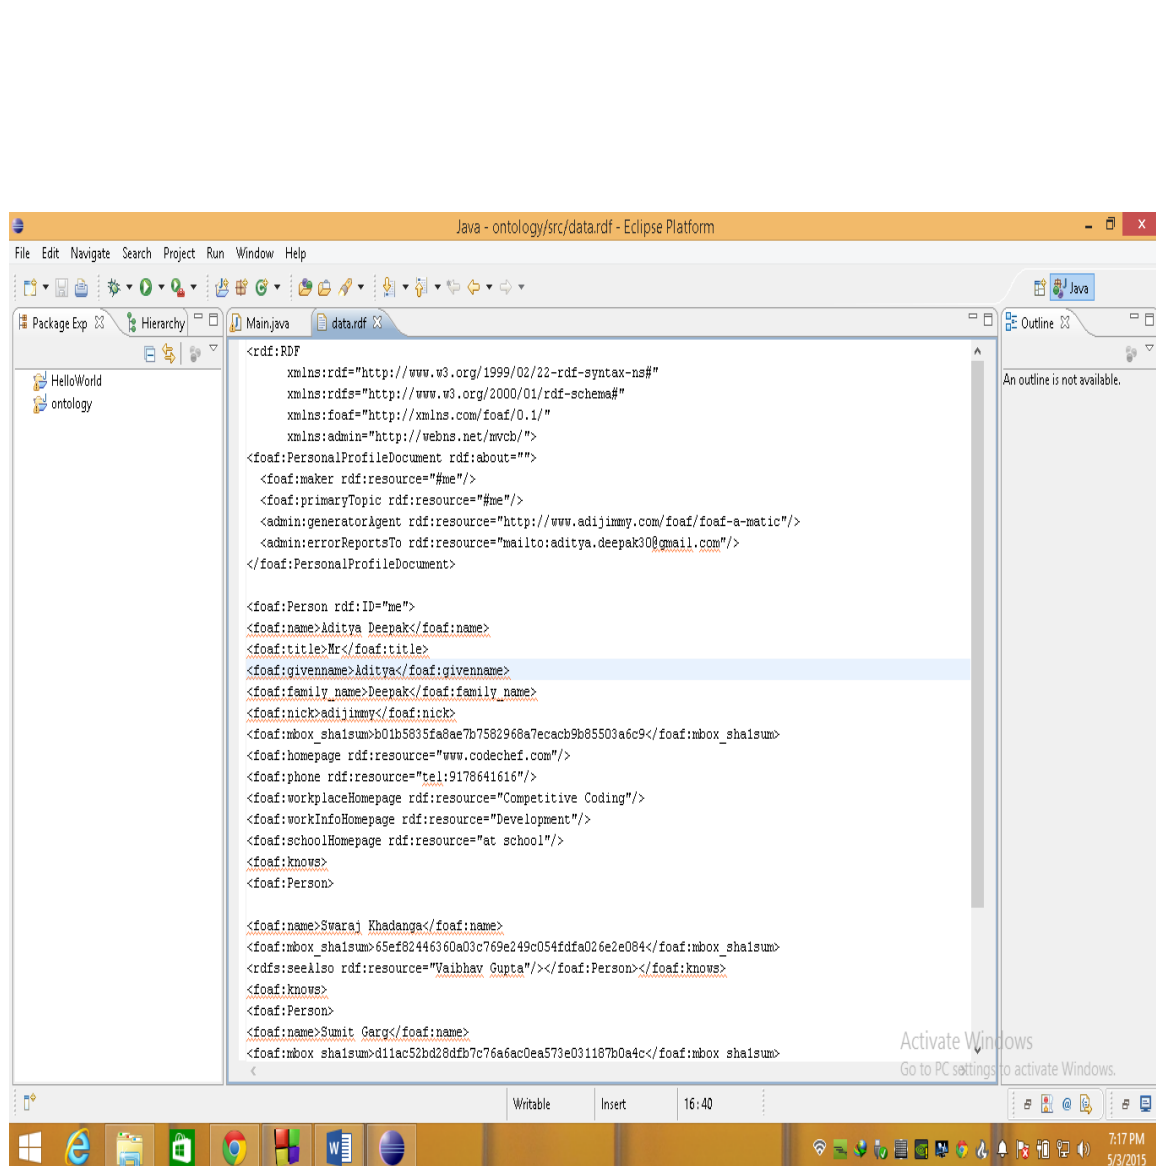 Java - ontology/src/data.rdf - Eclipse Platform
File Edit Navigate Search Project Run Window Help
Java
Package Exp Hierarchy
Main.java data.rdf
Outline
HelloWorld
ontology
An outline is not available.
<rdf:RDF
xmlns:rdf="http://www.w3.org/1999/02/22-rdf-syntax-ns#"
xmlns:rdfs="http://www.w3.org/2000/01/rdf-schema#"
xmlns:foaf="http://xmlns.com/foaf/0.1/"
xmlns:admin="http://webns.net/mvcb/">
<foaf:PersonalProfileDocument rdf:about="">
<foaf:maker rdf:resource="#me"/>
<foaf:primaryTopic rdf:resource="#me"/>
<admin:generatorAgent rdf:resource="http://www.adijimmy.com/foaf/foaf-a-matic"/>
<admin:errorReportsTo rdf:resource="mailto:aditya.deepak30@gmail.com"/>
</foaf:PersonalProfileDocument>
<foaf:Person rdf:ID="me">
<foaf:name>Aditya Deepak</foaf:name>
<foaf:title>Mr</foaf:title>
<foaf:givenname>Aditya</foaf:givenname>
<foaf:family_name>Deepak</foaf:family_name>
<foaf:nick>adijimmy</foaf:nick>
<foaf:mbox_sha1sum>b01b5835fa8ae7b7582968a7ecacb9b85503a6c9</foaf:mbox_sha1sum>
<foaf:homepage rdf:resource="www.codechef.com"/>
<foaf:phone rdf:resource="tel:9178641616"/>
<foaf:workplaceHomepage rdf:resource="Competitive Coding"/>
<foaf:workInfoHomepage rdf:resource="Development"/>
<foaf:schoolHomepage rdf:resource="at school"/>
<foaf:knows>
<foaf:Person>
<foaf:name>Swaraj Khadanga</foaf:name>
<foaf:mbox_sha1sum>65ef82446360a03c769e249c054fdfa026e2e084</foaf:mbox_sha1sum>
<rdfs:seeAlso rdf:resource="Vaibhav Gupta"/></foaf:Person></foaf:knows>
<foaf:knows>
<foaf:Person>
<foaf:name>Sumit Garg</foaf:name>
<foaf:mbox_sha1sum>d11ac52bd28dfb7c76a6ac0ea573e031187b0a4c</foaf:mbox_sha1sum>
Activate Windows
Go to PC settings to activate Windows.
Writable Insert 16 : 40
7:17 PM
5/3/2015